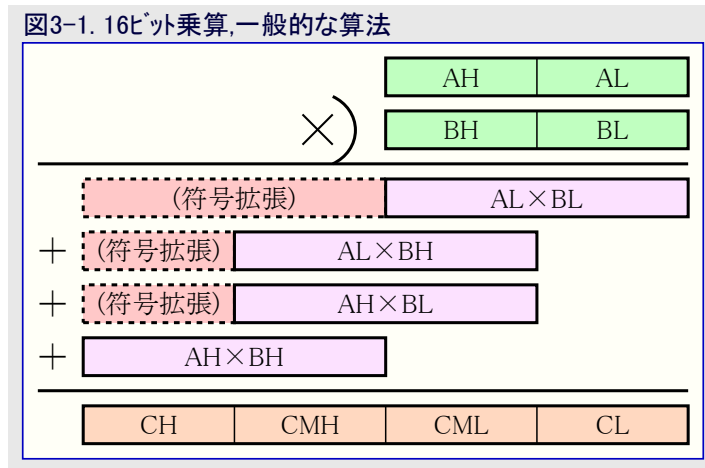 図3-1. 16ﾋﾞｯﾄ乗算,一般的な算法
AH AL
×) BH BL
(符号拡張) AL×BL
+ (符号拡張) AL×BH
+ (符号拡張) AH×BL
+ AH×BH
CH CMH CML CL